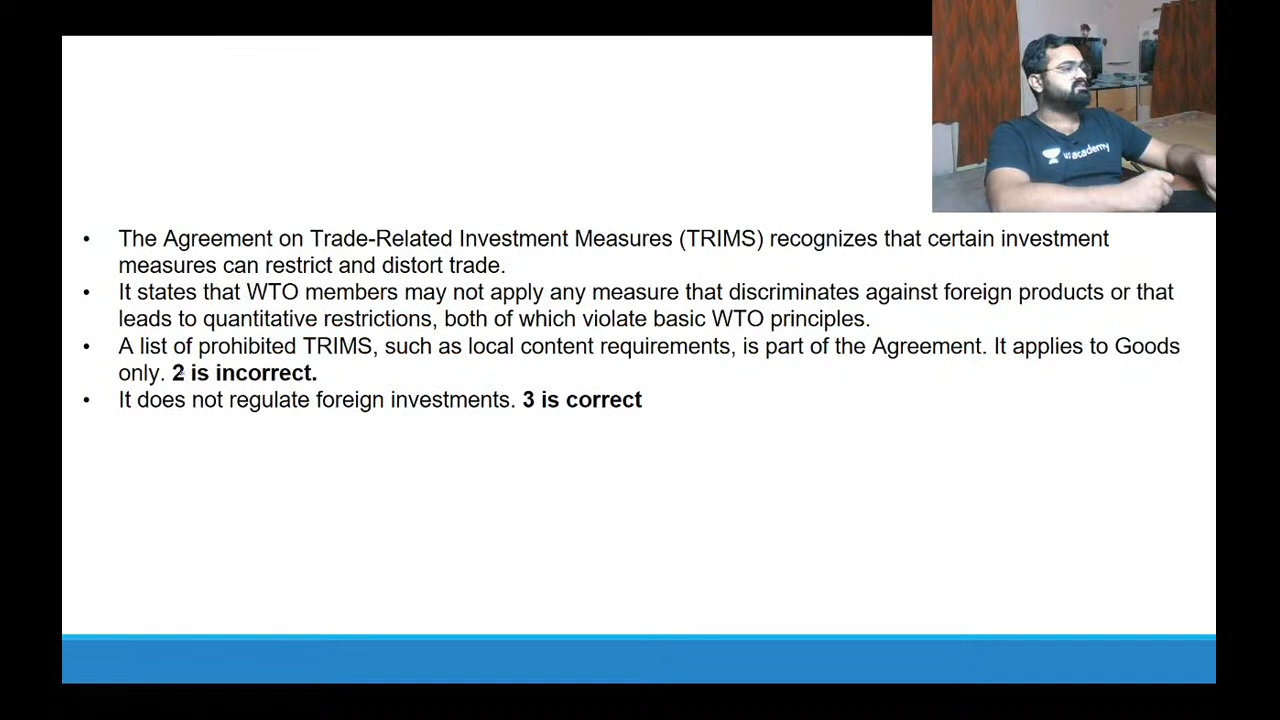 unacademy
• The Agreement on Trade-Related Investment Measures (TRIMS) recognizes that certain investment
measures can restrict and distort trade.
• It states that WTO members may not apply any measure that discriminates against foreign products or that
leads to quantitative restrictions, both of which violate basic WTO principles.
• A list of prohibited TRIMS, such as local content requirements, is part of the Agreement. It applies to Goods
only. 2 is incorrect.
• It does not regulate foreign investments. 3 is correct